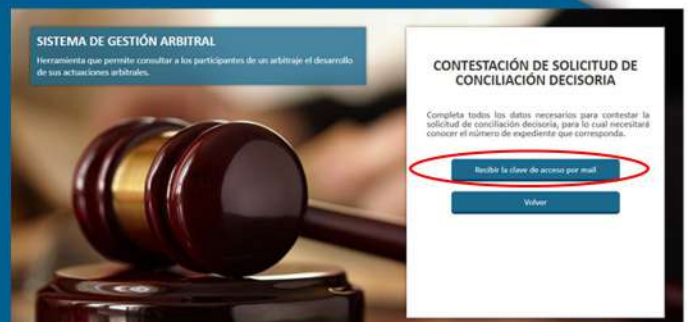 SISTEMA DE GESTIÓN ARBITRAL
Herramienta que permite consultar a los participantes de un arbitraje el desarrollo
de sus actuaciones arbitrales.
CONTESTACIÓN DE SOLICITUD DE
CONCILIACIÓN DECISORIA
Completa todos los datos necesarios para contestar la
solicitud de conciliación decisoria, para lo cual necesitará
conocer el número de expediente que corresponda.
Recibir la clave de acceso por mail
Volver